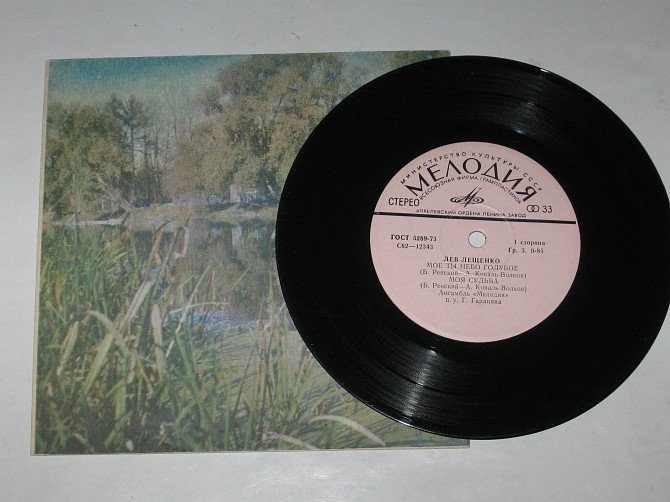 МИНИСТЕРСТВО КУЛЬТУРЫ СССР
МЕЛОДИЯ
ВСЕСОЮЗНАЯ ФИРМА ГРАМПЛАСТИНОК
СТЕРЕО
33
АПРЕЛЕВСКИЙ ОРДЕНА ЛЕНИНА ЗАВОД
ГОСТ 5289-73
С62—12343
1 сторона
Гр. 3. 0-85
ЛЕВ ЛЕЩЕНКО
МОЕ ТЫ НЕБО ГОЛУБОЕ
(Б. Ренский—А. Коваль-Волков)
МОЯ СУДЬБА
(Б. Ренский—А. Коваль-Волков)
Ансамбль «Мелодия»
п/у Г. Гараняна